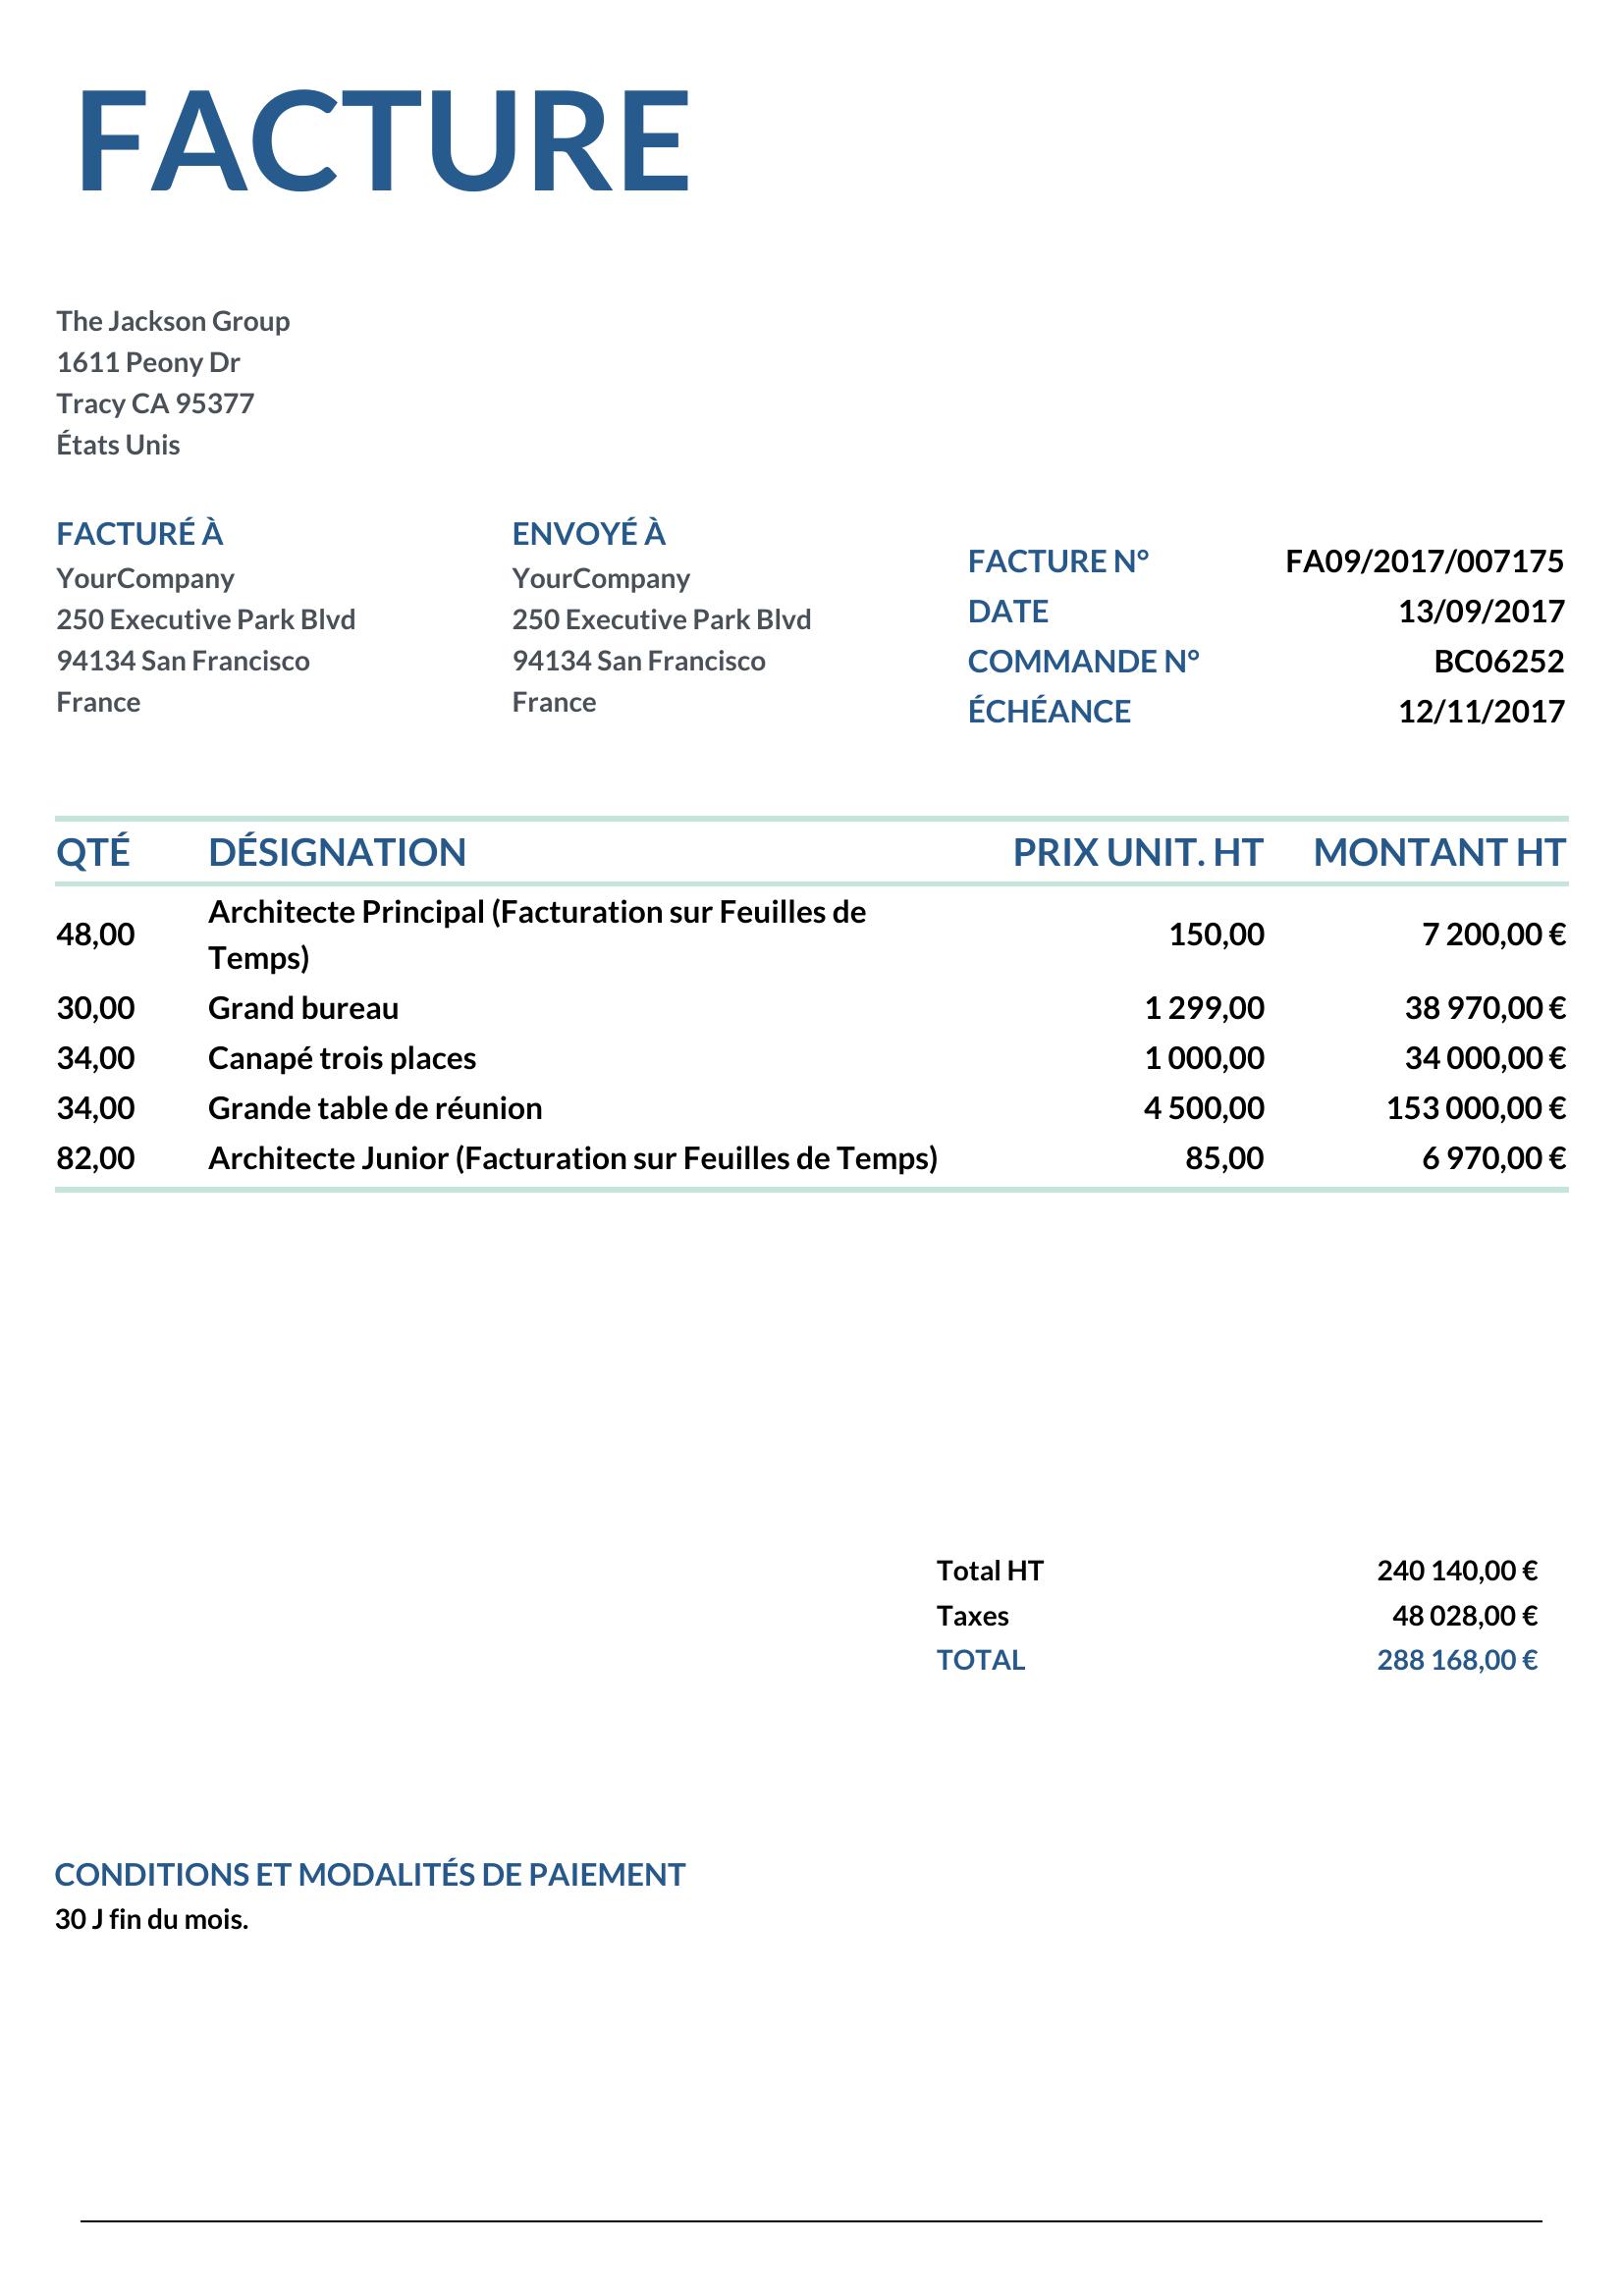 FACTURE
The Jackson Group
1611 Peony Dr
Tracy CA 95377
États Unis
FACTURÉ À
YourCompany
250 Executive Park Blvd
94134 San Francisco
France
ENVOYÉ À
YourCompany
250 Executive Park Blvd
94134 San Francisco
France
FACTURE N° FA09/2017/007175
DATE 13/09/2017
COMMANDE N° BC06252
ÉCHÉANCE 12/11/2017
QTÉ DÉSIGNATION PRIX UNIT. HT MONTANT HT
48,00 Architecte Principal (Facturation sur Feuilles de
Temps) 150,00 7 200,00 €
30,00 Grand bureau 1 299,00 38 970,00 €
34,00 Canapé trois places 1 000,00 34 000,00 €
34,00 Grande table de réunion 4 500,00 153 000,00 €
82,00 Architecte Junior (Facturation sur Feuilles de Temps) 85,00 6 970,00 €
Total HT 240 140,00 €
Taxes 48 028,00 €
TOTAL 288 168,00 €
CONDITIONS ET MODALITÉS DE PAIEMENT
30 J fin du mois.